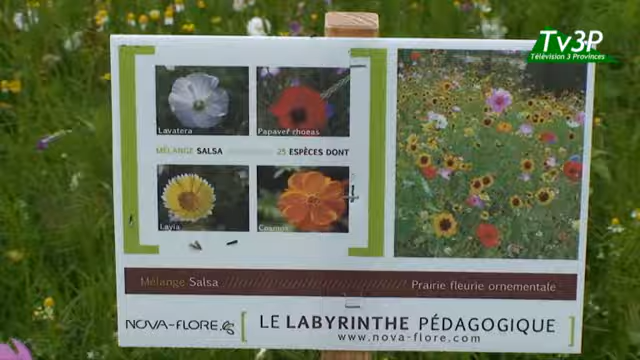 Tv3P
Télévision 3 Provinces
Lavatera
Papaver rhoeas
MÉLANGE SALSA
25 ESPÈCES DONT
Layia
Cosmos
Mélange Salsa
Prairie fleurie ornementale
NOVA-FLORE
LE LABYRINTHE PÉDAGOGIQUE
www.nova-flore.com